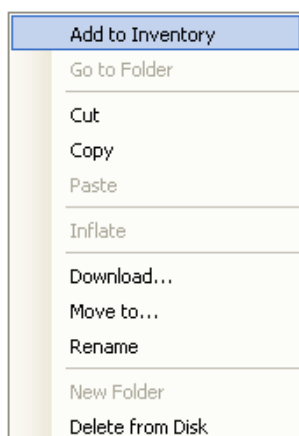 Add to Inventory
Go to Folder
Cut
Copy
Paste
Inflate
Download...
Move to...
Rename
New Folder
Delete from Disk